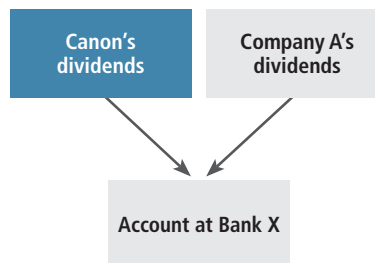 Canon's
dividends
Company A's
dividends
Account at Bank X